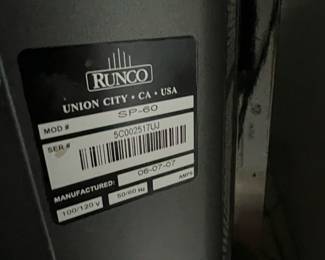 RUNCO
UNION CITY • CA • USA
MOD # SP-60
SER # 5C002517UJ
MANUFACTURED: 06-07-07
100/120 V 50/60 Hz AMPS